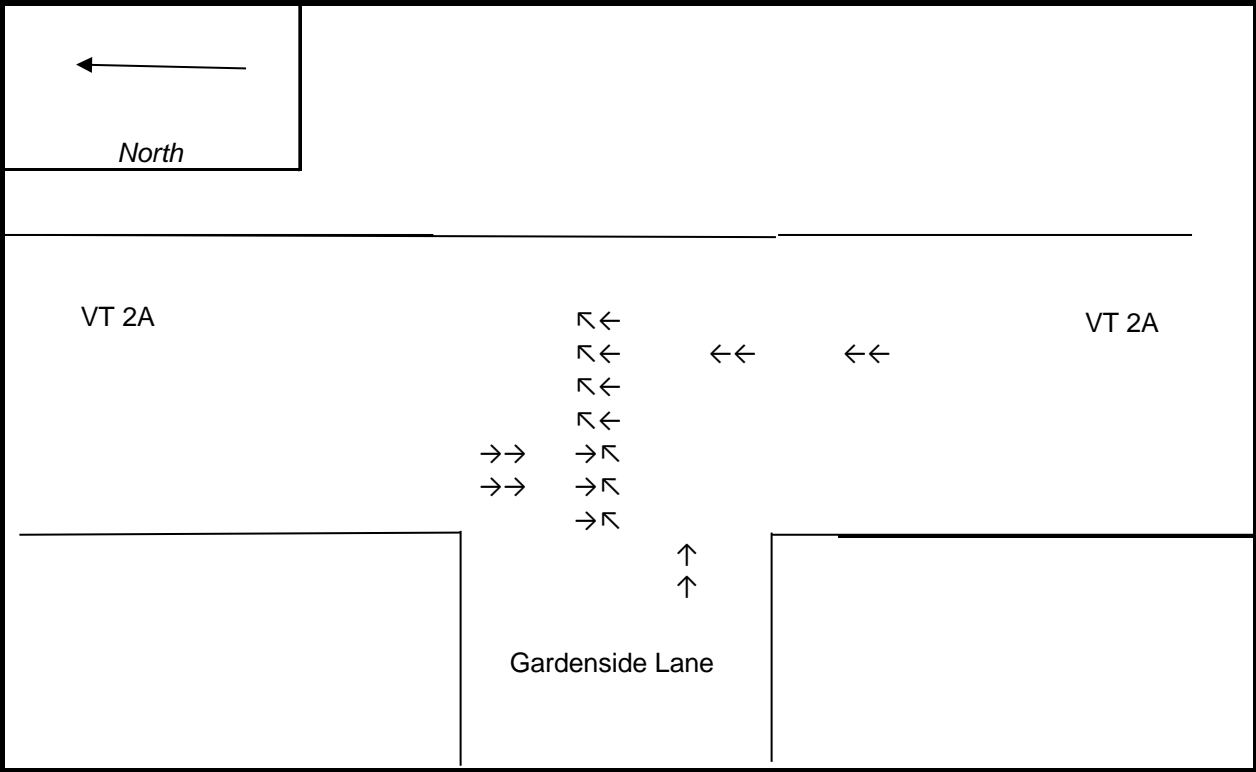 North
VT 2A
VT 2A
↖←
↖← ←← ←←
↖←
↖←
→→ →↖
→→ →↖
→↖
↑
↑
Gardenside Lane